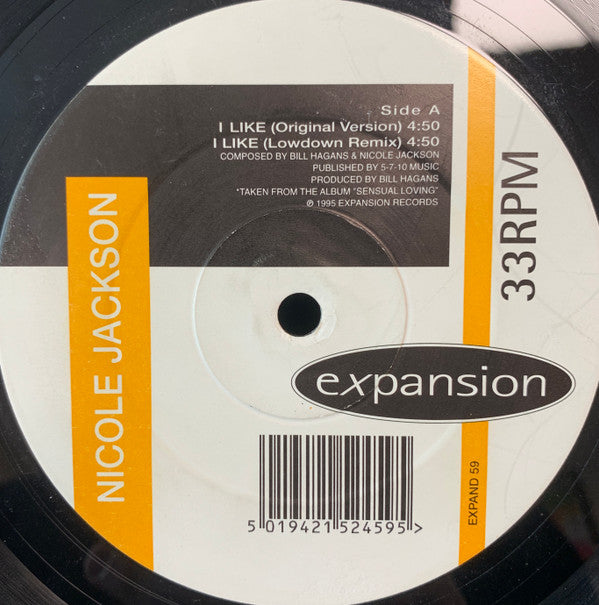 Side A
I LIKE (Original Version) 4:50
I LIKE (Lowdown Remix) 4:50
COMPOSED BY BILL HAGANS & NICOLE JACKSON
PUBLISHED BY 5-7-10 MUSIC
PRODUCED BY BILL HAGANS
*TAKEN FROM THE ALBUM "SENSUAL LOVING"
℗ 1995 EXPANSION RECORDS
NICOLE JACKSON
33RPM
expansion
EXPAND 59
5 019421 524595 >